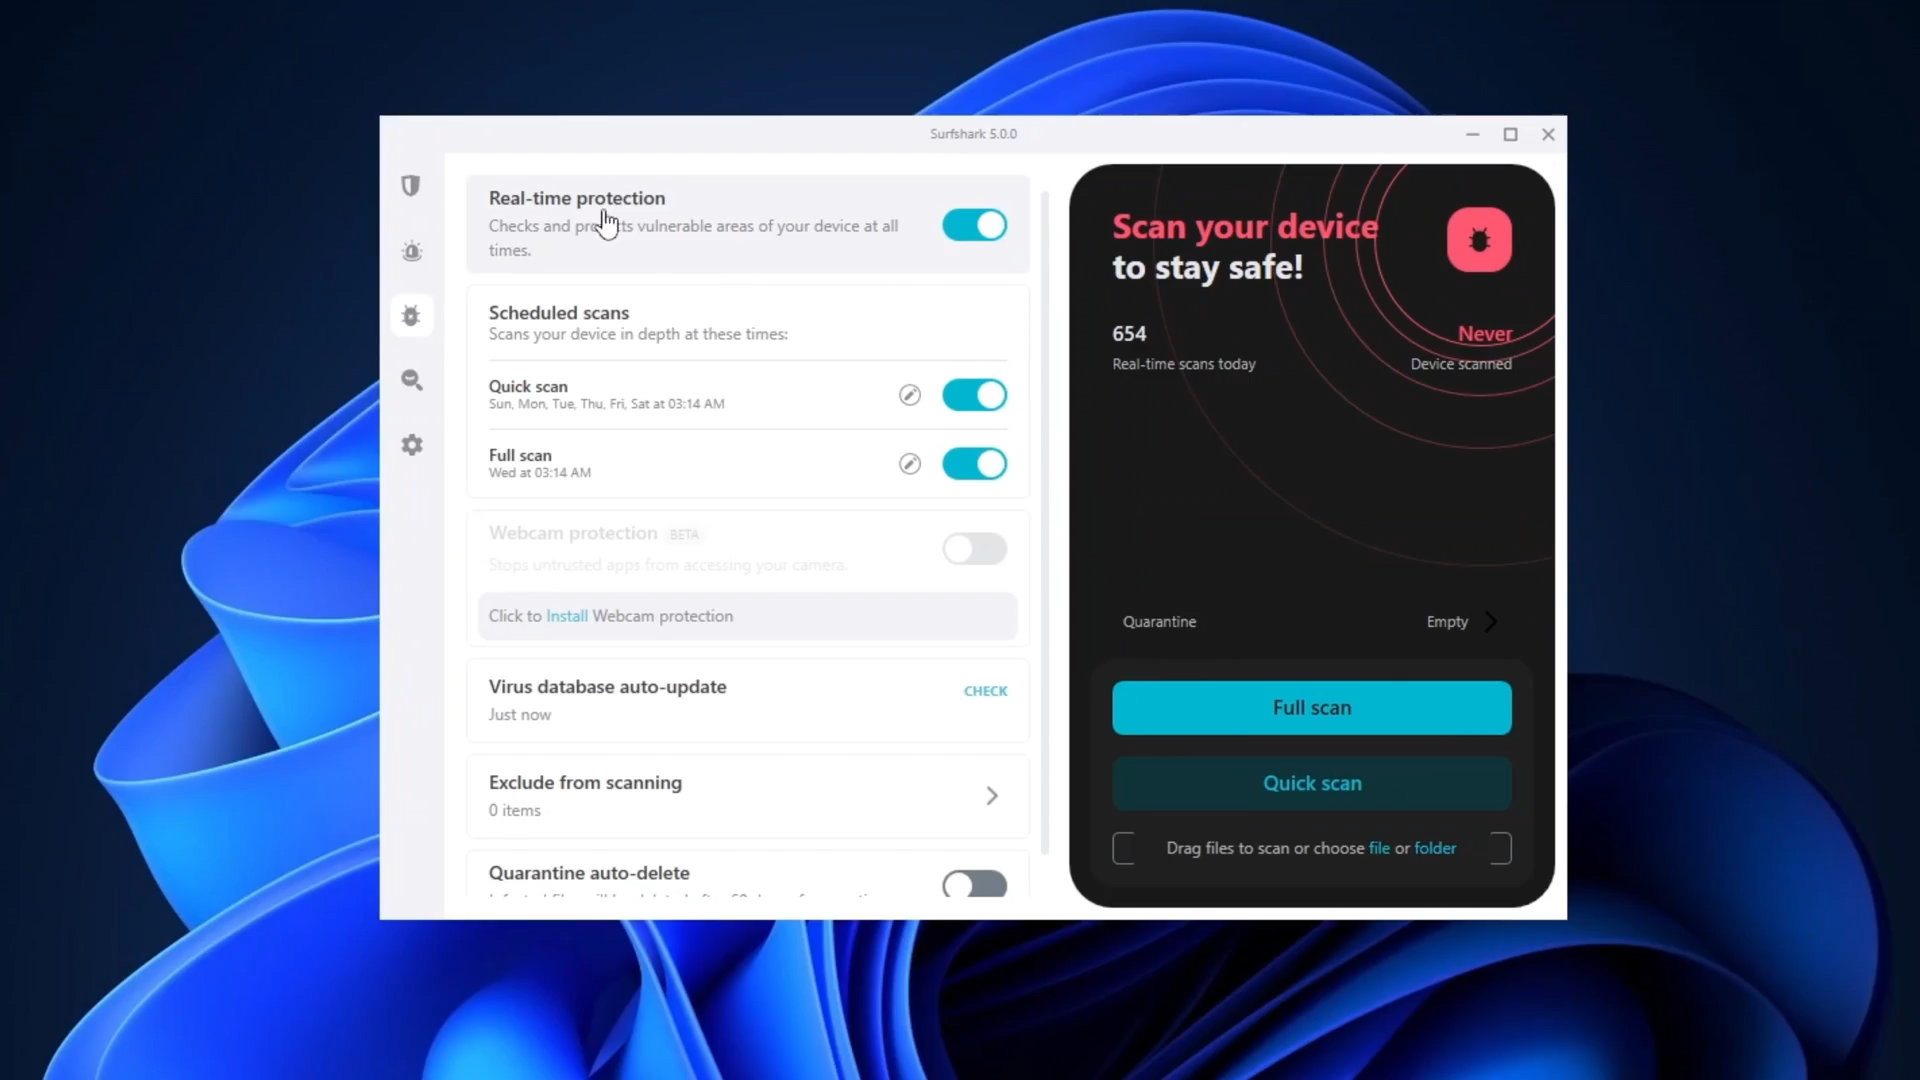 Surfshark 5.0.0
Real-time protection
Checks and protects vulnerable areas of your device at all
times.
Scheduled scans
Scans your device in depth at these times:
Quick scan
Sun, Mon, Tue, Thu, Fri, Sat at 03:14 AM
Full scan
Wed at 03:14 AM
Webcam protection BETA
Stops untrusted apps from accessing your camera.
Click to Install Webcam protection
Virus database auto-update
CHECK
Just now
Exclude from scanning
0 items
Quarantine auto-delete
Scan your device
to stay safe!
654
Never
Real-time scans today
Device scanned
Quarantine
Empty
Full scan
Quick scan
Drag files to scan or choose file or folder